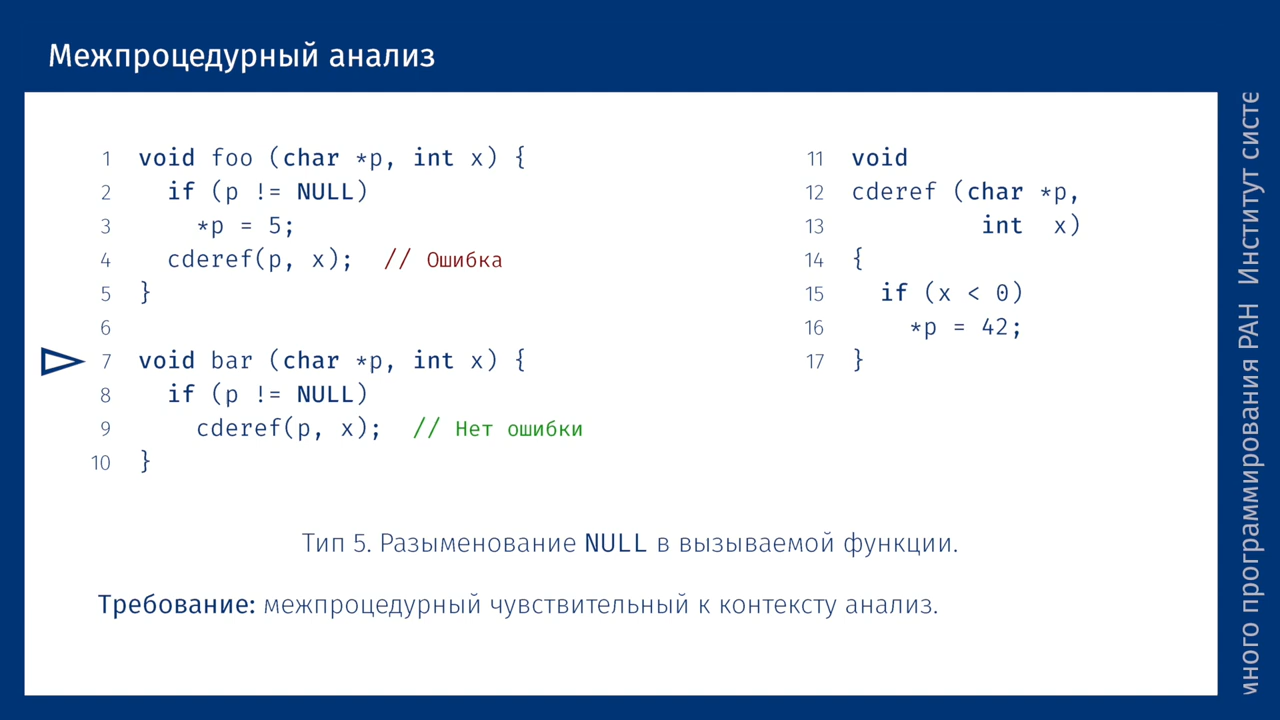 Межпроцедурный анализ
1 void foo (char *p, int x) {
2 if (p != NULL)
3 *p = 5;
4 cderef(p, x); // Ошибка
5 }
6
7 void bar (char *p, int x) {
8 if (p != NULL)
9 cderef(p, x); // Нет ошибки
10 }
11 void
12 cderef (char *p,
13 int x)
14 {
15 if (x < 0)
16 *p = 42;
17 }
Тип 5. Разыменование NULL в вызываемой функции.
Требование: межпроцедурный чувствительный к контексту анализ.
программирования РАН Институт